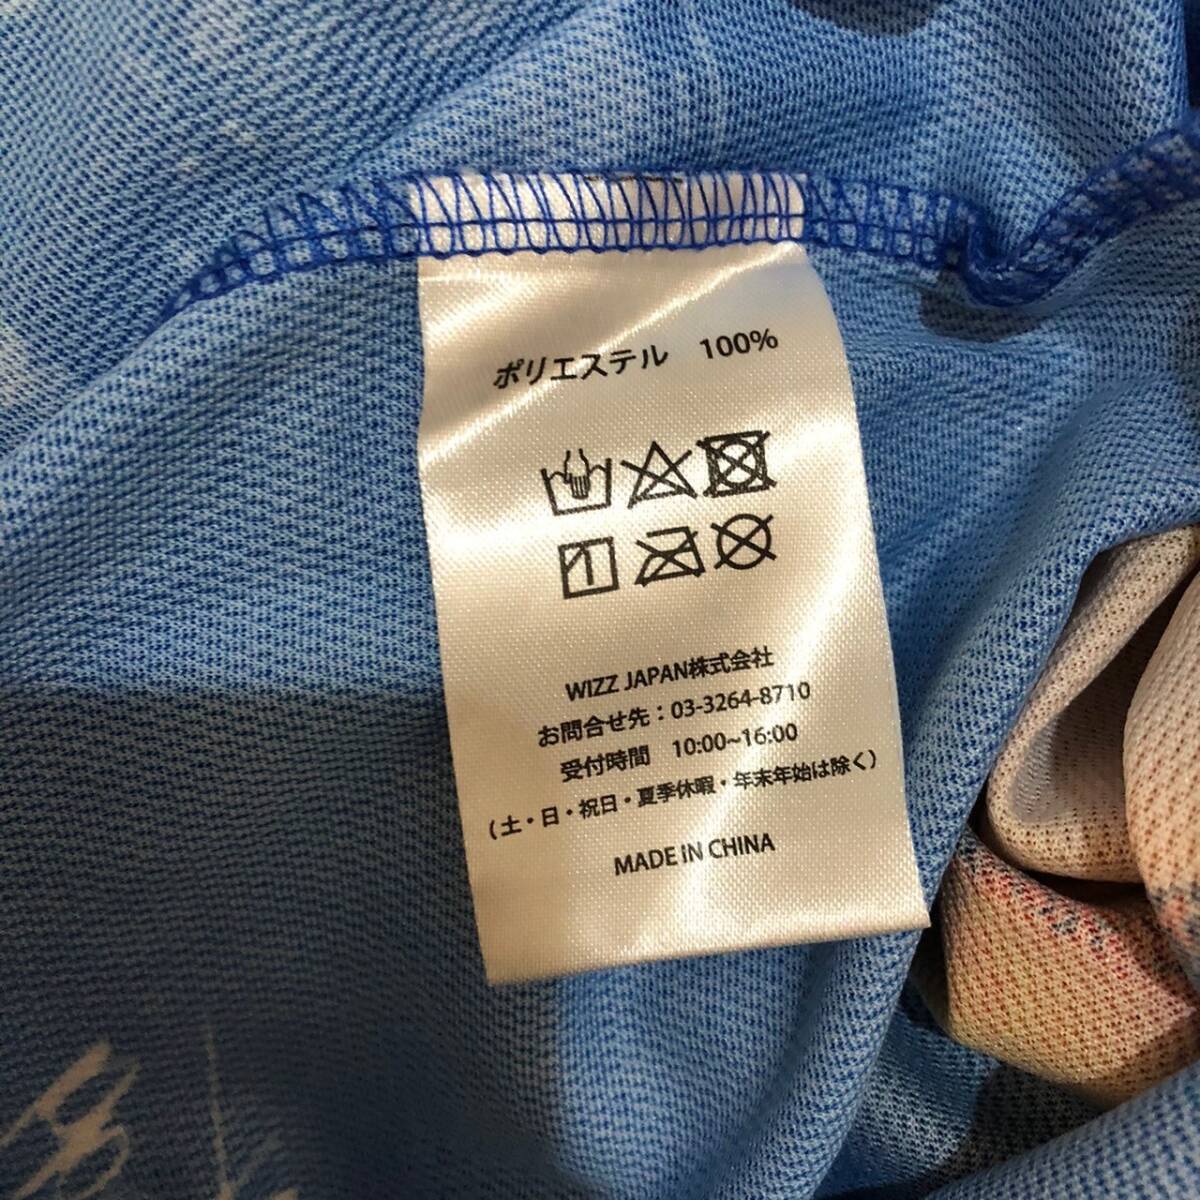 ポリエステル 100%
WIZZ JAPAN株式会社
お問合せ先：03-3264-8710
受付時間 10:00~16:00
(土・日・祝日・夏季休暇・年末年始は除く)
MADE IN CHINA